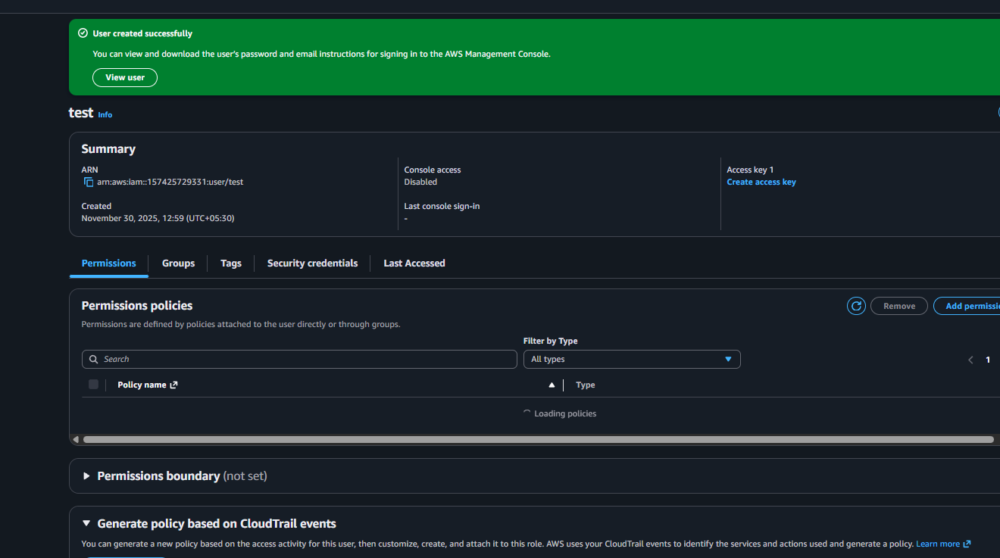 User created successfully
You can view and download the user's password and email instructions for signing in to the AWS Management Console.
View user
test Info
Summary
ARN
arn:aws:iam::157425729331:user/test
Created
November 30, 2025, 12:59 (UTC+05:30)
Console access
Disabled
Last console sign-in
-
Access key 1
Create access key
Permissions
Groups
Tags
Security credentials
Last Accessed
Permissions policies
Permissions are defined by policies attached to the user directly or through groups.
Remove
Add
Filter by Type
Search
All types
1
Policy name
Type
Loading policies
Permissions boundary (not set)
Generate policy based on CloudTrail events
You can generate a new policy based on the access activity for this user, then customize, create, and attach it to this role. AWS uses your CloudTrail events to identify the services and actions used and generate a policy. Learn more